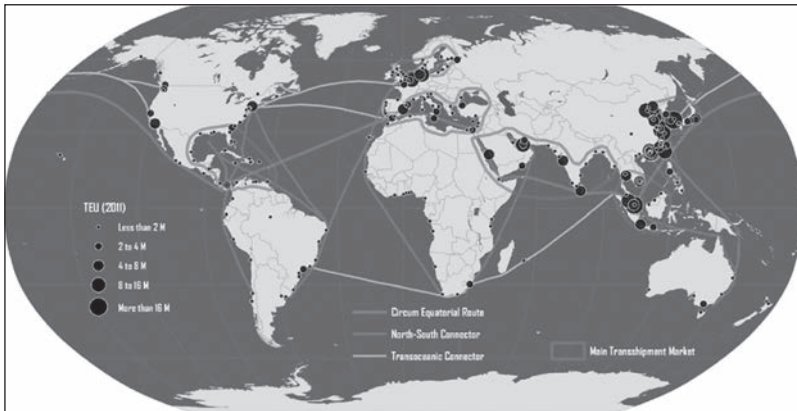 TEU (2011)
Less than 2 M
2 to 4 M
4 to 8 M
8 to 16 M
More than 16 M
Circum Equatorial Route
North-South Connector
Transoceanic Connector
Main Transshipment Market